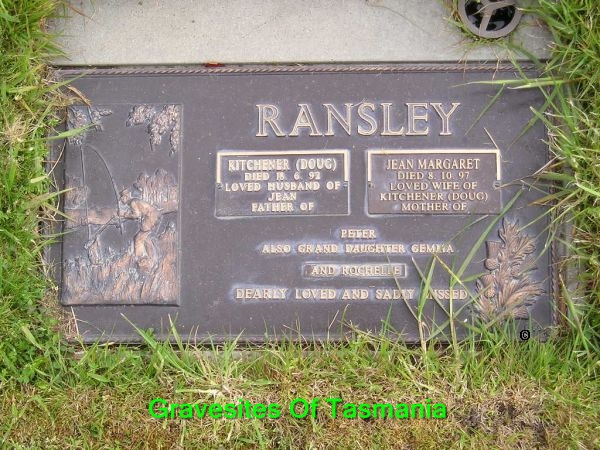 RANSLEY
KITCHENER (DOUG)
DIED 18. 6. 92
LOVED HUSBAND OF
JEAN
FATHER OF
JEAN MARGARET
DIED 8. 10. 97
LOVED WIFE OF
KITCHENER (DOUG)
MOTHER OF
PETER
ALSO GRAND DAUGHTER GEMMA
AND ROCHELLE
DEARLY LOVED AND SADLY MISSED
©
Gravesites Of Tasmania